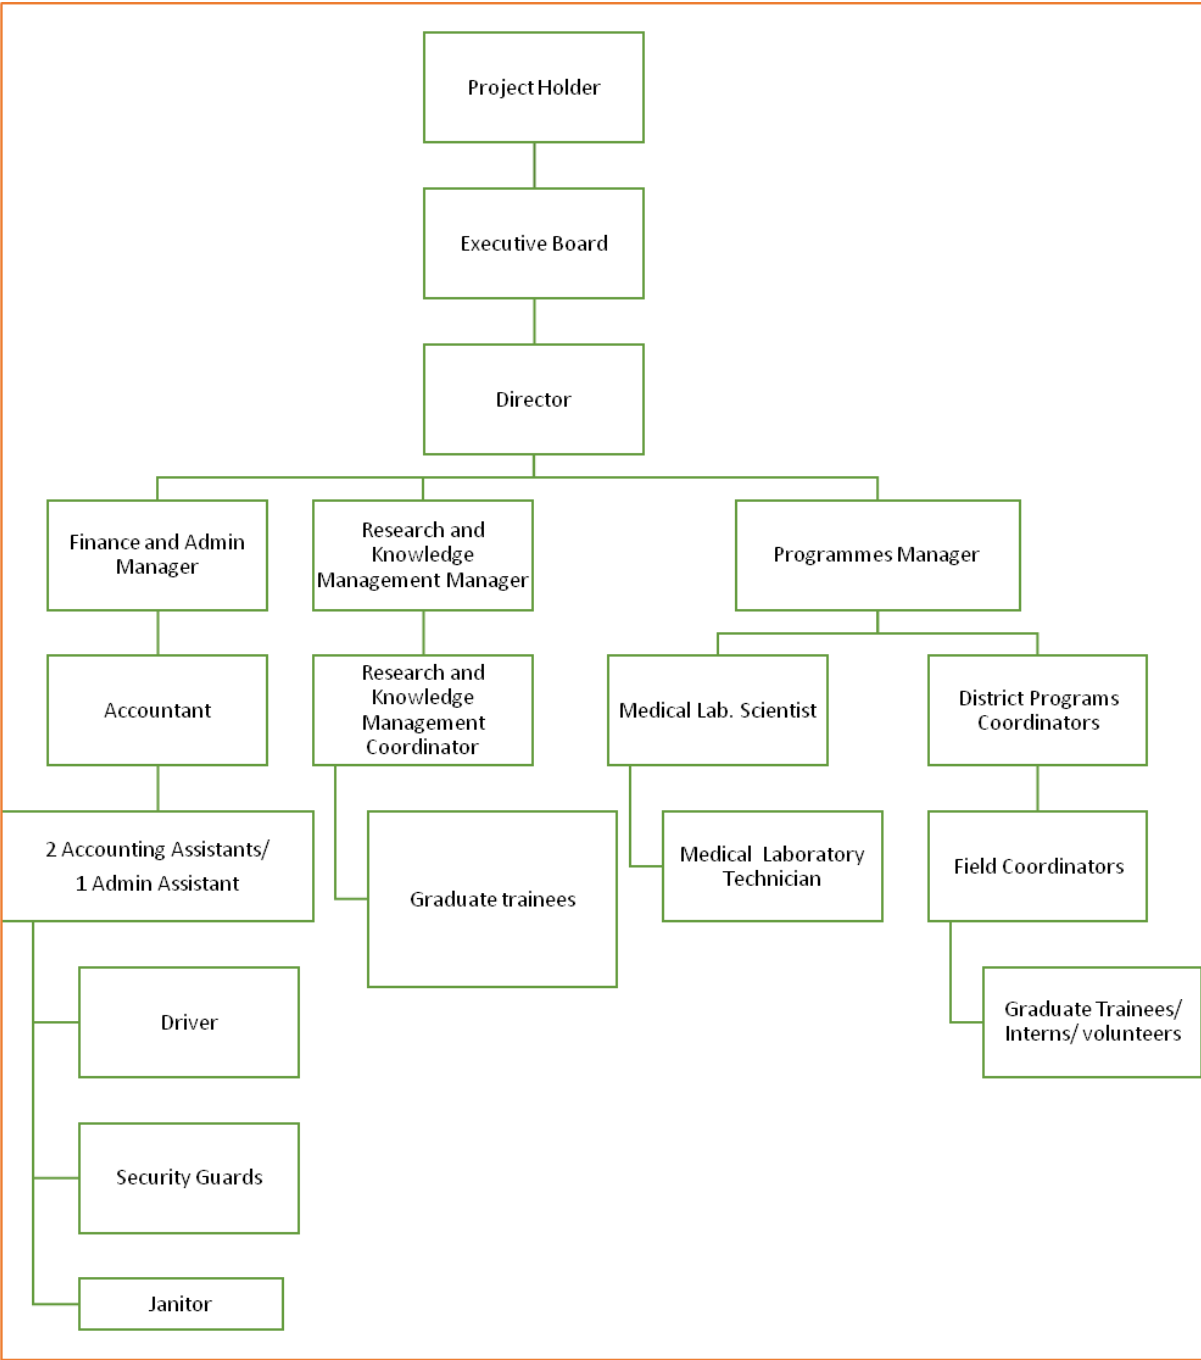 Project Holder
Executive Board
Director
Finance and Admin
Manager
Research and
Knowledge
Management Manager
Programmes Manager
Accountant
Research and
Knowledge
Management
Coordinator
Medical Lab. Scientist
District Programs
Coordinators
2 Accounting Assistants/
1 Admin Assistant
Graduate trainees
Medical Laboratory
Technician
Field Coordinators
Driver
Graduate Trainees/
Interns/ volunteers
Security Guards
Janitor